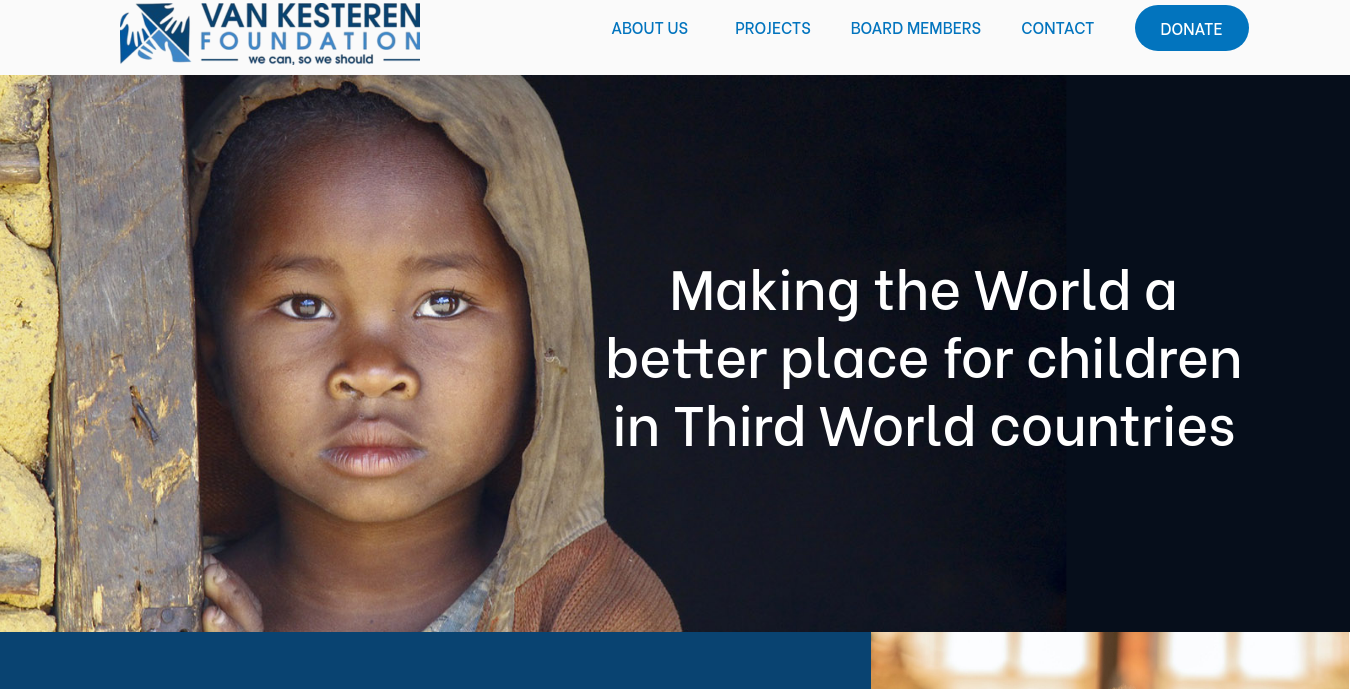 VAN KESTEREN
FOUNDATION
we can, so we should
ABOUT US
PROJECTS
BOARD MEMBERS
CONTACT
DONATE
Making the World a
better place for children
in Third World countries